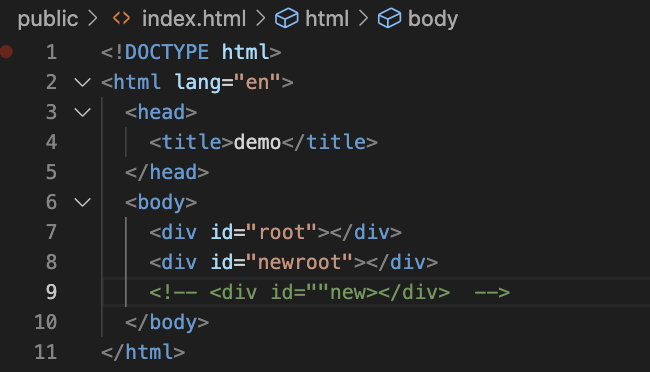 public > index.html > html > body
1 <!DOCTYPE html>
2 <html lang="en">
3 <head>
4 <title>demo</title>
5 </head>
6 <body>
7 <div id="root"></div>
8 <div id="newroot"></div>
9 <!-- <div id=""new></div>  -->
10 </body>
11 </html>